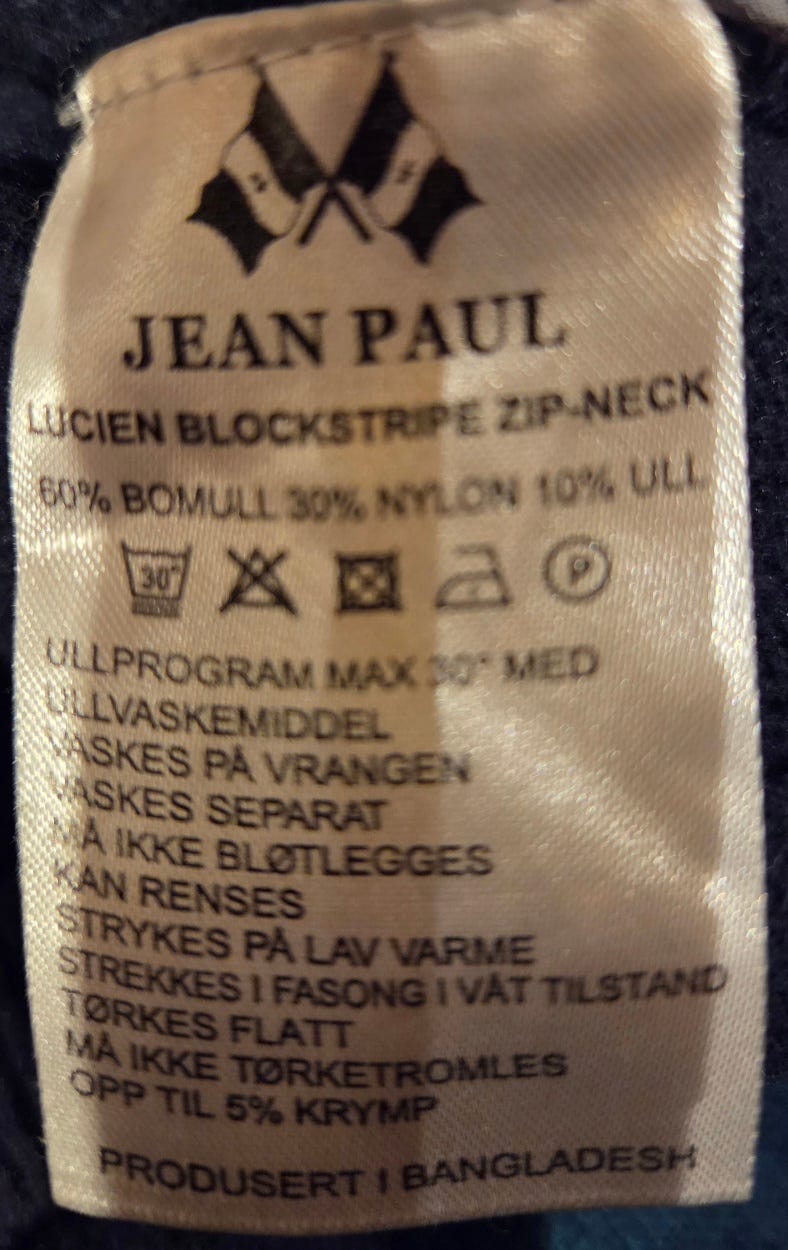 JEAN PAUL
LUCIEN BLOCKSTRIPE ZIP-NECK
60% BOMULL 30% NYLON 10% ULL
30° P
ULLPROGRAM MAX 30° MED
ULLVASKEMIDDEL
VASKES PÅ VRANGEN
VASKES SEPARAT
MÅ IKKE BLØTLEGGES
KAN RENSES
STRYKES PÅ LAV VARME
STREKKES I FASONG I VÅT TILSTAND
TØRKES FLATT
MÅ IKKE TØRKETROMLES
OPP TIL 5% KRYMP
PRODUSERT I BANGLADESH